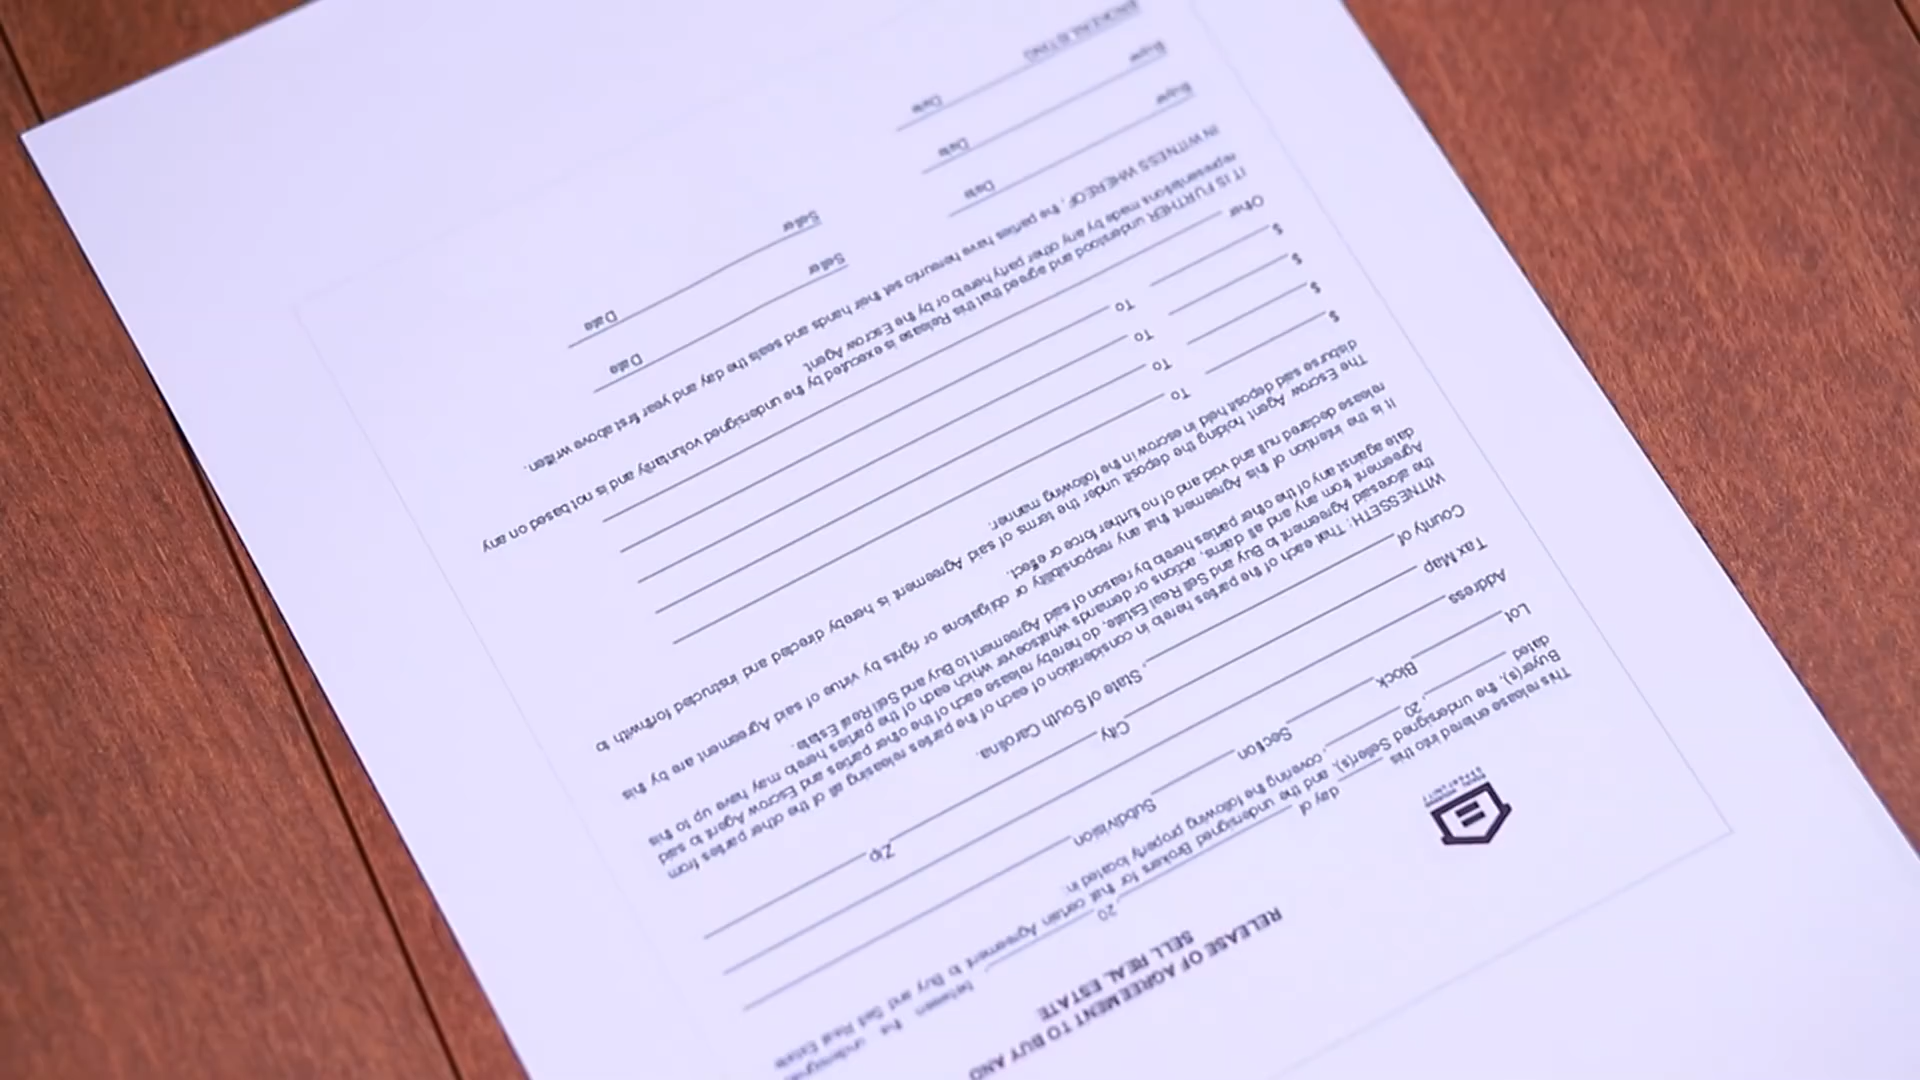 RELEASE OF AGREEMENT TO BUY AND
SELL REAL ESTATE
This release entered into this day of 20 between the
Buyer(s), the undersigned Seller(s), and the undersigned Brokers for that certain Agreement to Buy and Sell Real Estate
dated , 20 , covering the following property located in:
Lot Block Section Subdivision
Address City Zip
Tax Map
County of , State of South Carolina.
WITNESSETH: That each of the parties hereto in consideration of each of the parties releasing all of the other parties from
the aforesaid Agreement to Buy and Sell Real Estate, do hereby release each of the other parties and Escrow Agent to said
Agreement from any and all claims, actions or demands whatsoever which each of the parties hereto may have up to this
date against any of the other parties hereto by reason of said Agreement to Buy and Sell Real Estate.
It is the intention of this Agreement that any responsibility or obligations or rights by virtue of said Agreement are by this
release declared null and void and of no further force or effect.
The Escrow Agent holding the deposit under the terms of said Agreement is hereby directed and instructed forthwith to
disburse said deposit held in escrow in the following manner:
$ To
$ To
$ To
$ To
Other
IT IS FURTHER understood and agreed that this Release is executed by the undersigned voluntarily and is not based on any
representations made by any other party hereto or by the Escrow Agent.
IN WITNESS WHEREOF, the parties have hereunto set their hands and seals the day and year first above written.
Buyer Date Seller Date
Buyer Date Seller Date
Date